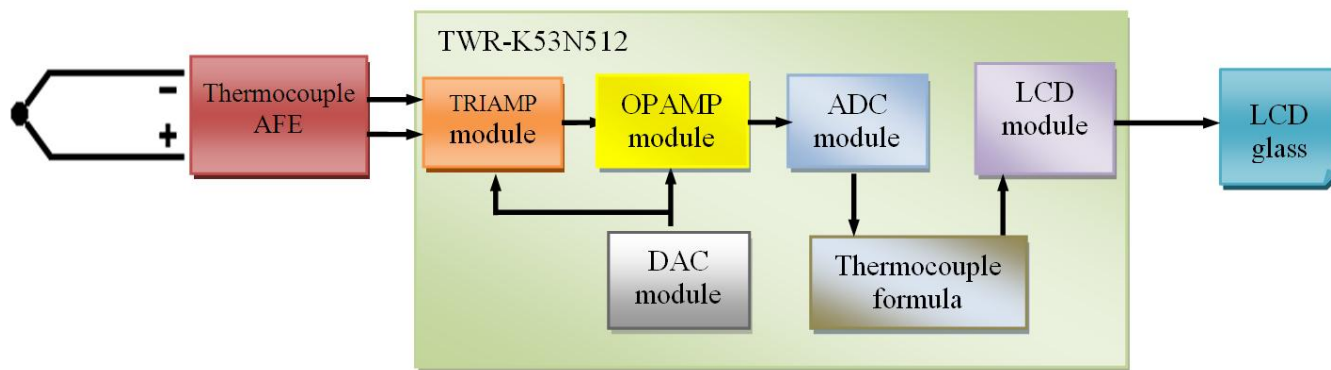 TWR-K53N512
-
+
Thermocouple
AFE
TRIAMP
module
OPAMP
module
ADC
module
LCD
module
LCD
glass
DAC
module
Thermocouple
formula